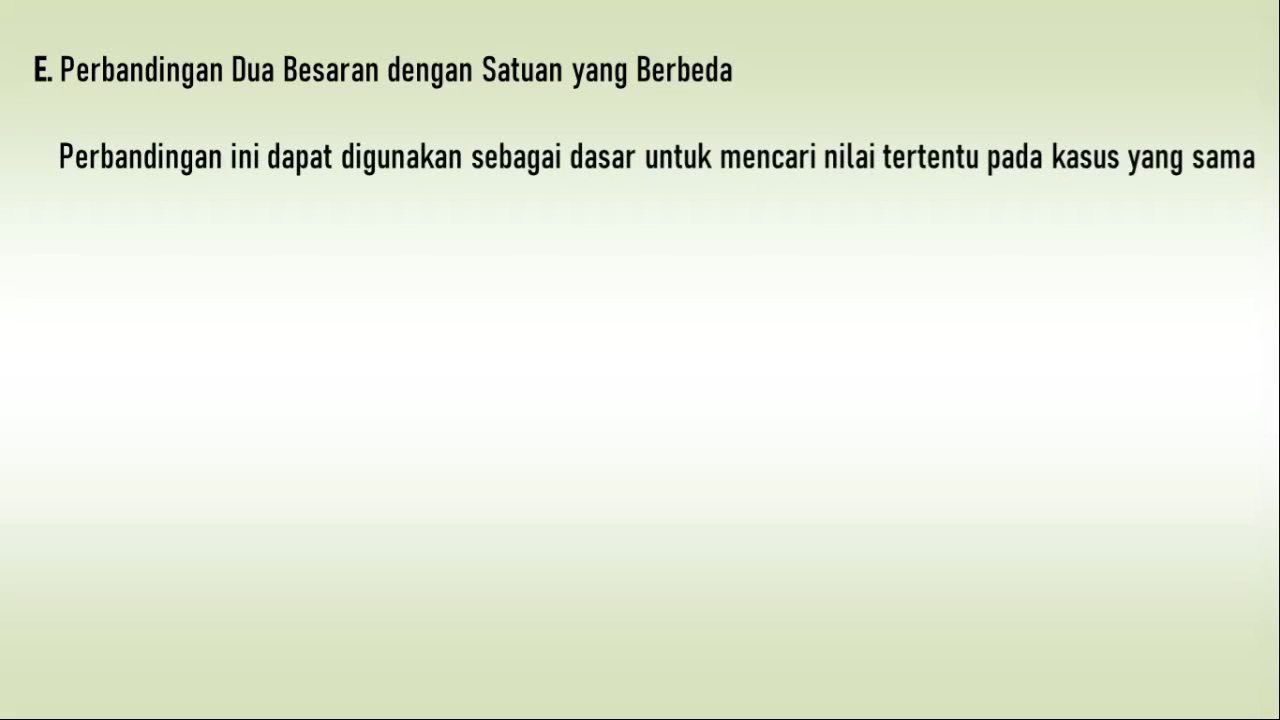 E. Perbandingan Dua Besaran dengan Satuan yang Berbeda
Perbandingan ini dapat digunakan sebagai dasar untuk mencari nilai tertentu pada kasus yang sama